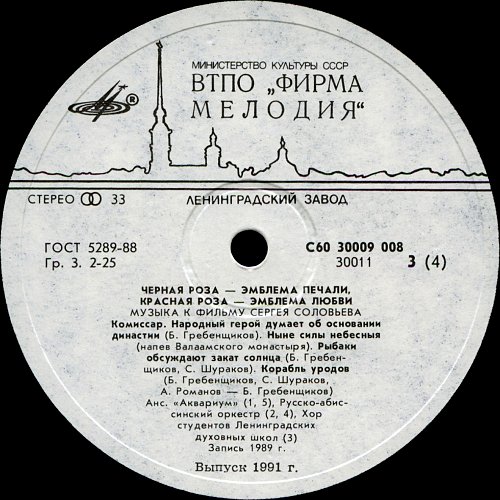 МИНИСТЕРСТВО КУЛЬТУРЫ СССР
ВТПО „ФИРМА
МЕЛОДИЯ“
®
СТЕРЕО 33
ЛЕНИНГРАДСКИЙ ЗАВОД
ГОСТ 5289-88
Гр. 3. 2-25
С60 30009 008
30011 3 (4)
ЧЕРНАЯ РОЗА — ЭМБЛЕМА ПЕЧАЛИ,
КРАСНАЯ РОЗА — ЭМБЛЕМА ЛЮБВИ
МУЗЫКА К ФИЛЬМУ СЕРГЕЯ СОЛОВЬЕВА
Комиссар. Народный герой думает об основании
династии (Б. Гребенщиков). Ныне силы небесныя
(напев Валаамского монастыря). Рыбаки
обсуждают закат солнца (Б. Гребен-
щиков, С. Шураков). Корабль уродов
(Б. Гребенщиков, С. Шураков,
А. Романов — Б. Гребенщиков)
Анс. «Аквариум» (1, 5), Русско-абис-
синский оркестр (2, 4), Хор
студентов Ленинградских
духовных школ (3)
Запись 1989 г.
Выпуск 1991 г.